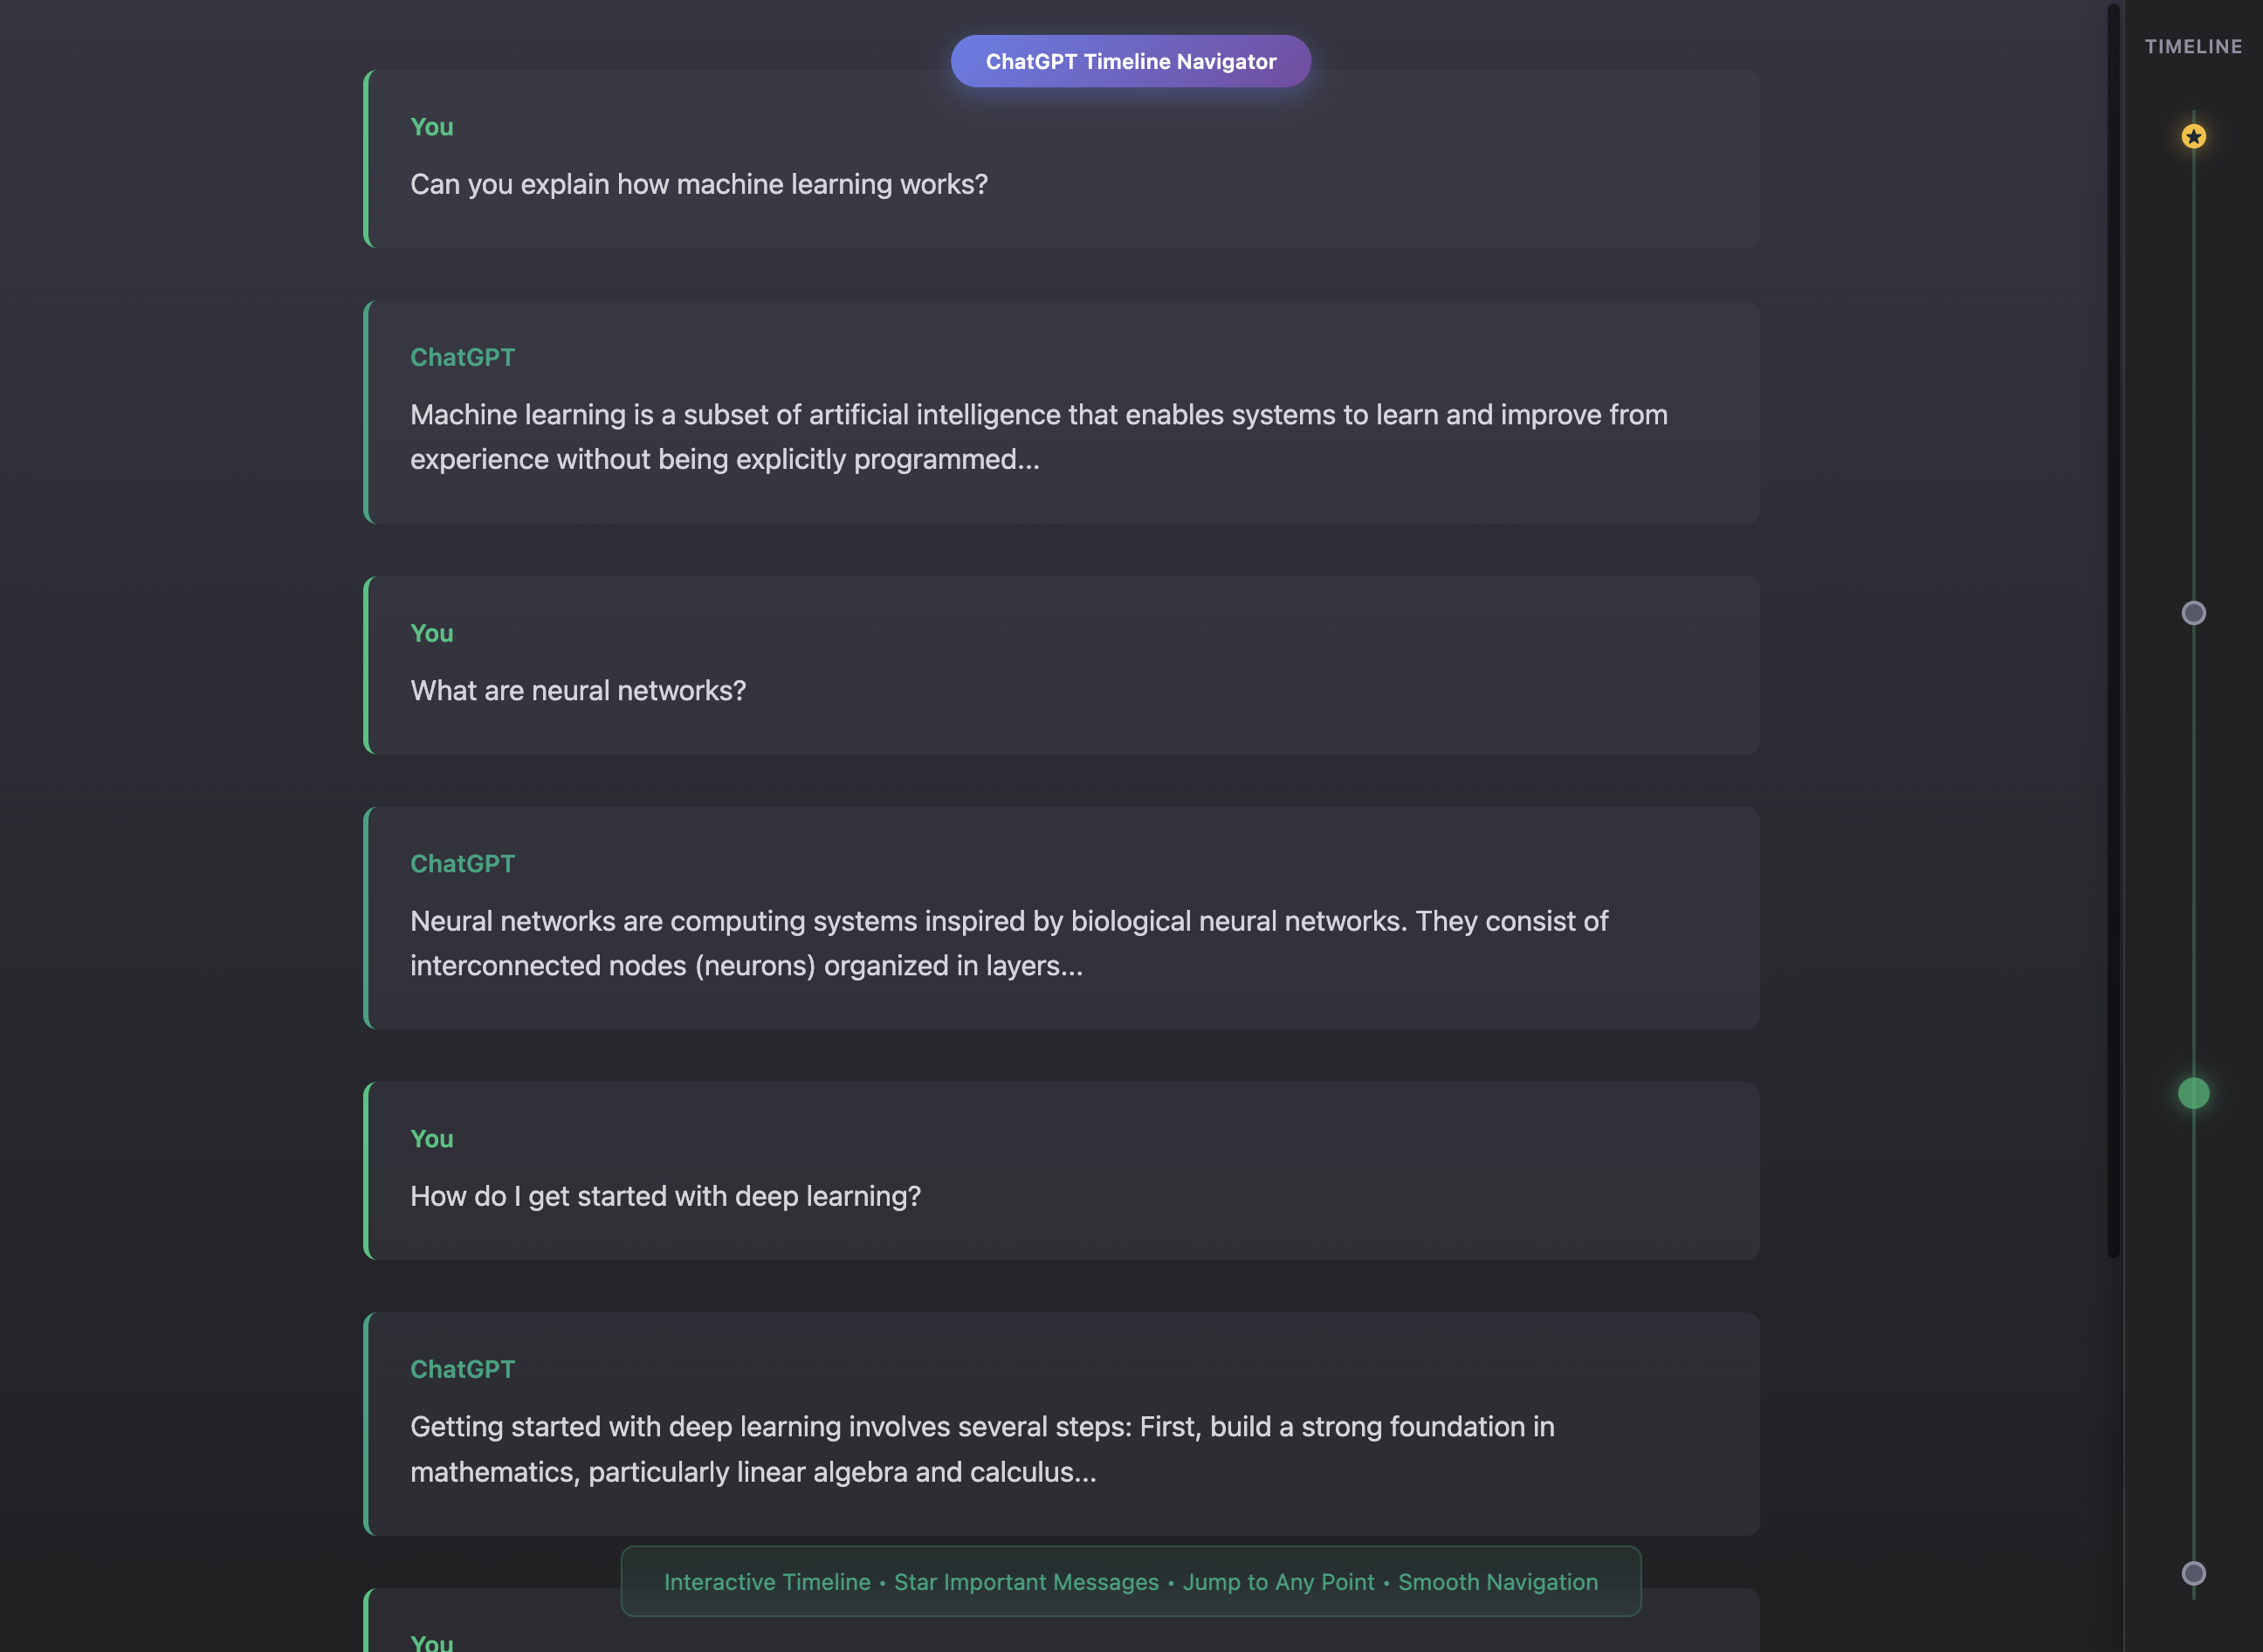 ChatGPT Timeline Navigator
TIMELINE
You
Can you explain how machine learning works?
ChatGPT
Machine learning is a subset of artificial intelligence that enables systems to learn and improve from
experience without being explicitly programmed...
You
What are neural networks?
ChatGPT
Neural networks are computing systems inspired by biological neural networks. They consist of
interconnected nodes (neurons) organized in layers...
You
How do I get started with deep learning?
ChatGPT
Getting started with deep learning involves several steps: First, build a strong foundation in
mathematics, particularly linear algebra and calculus...
Interactive Timeline • Star Important Messages • Jump to Any Point • Smooth Navigation
You